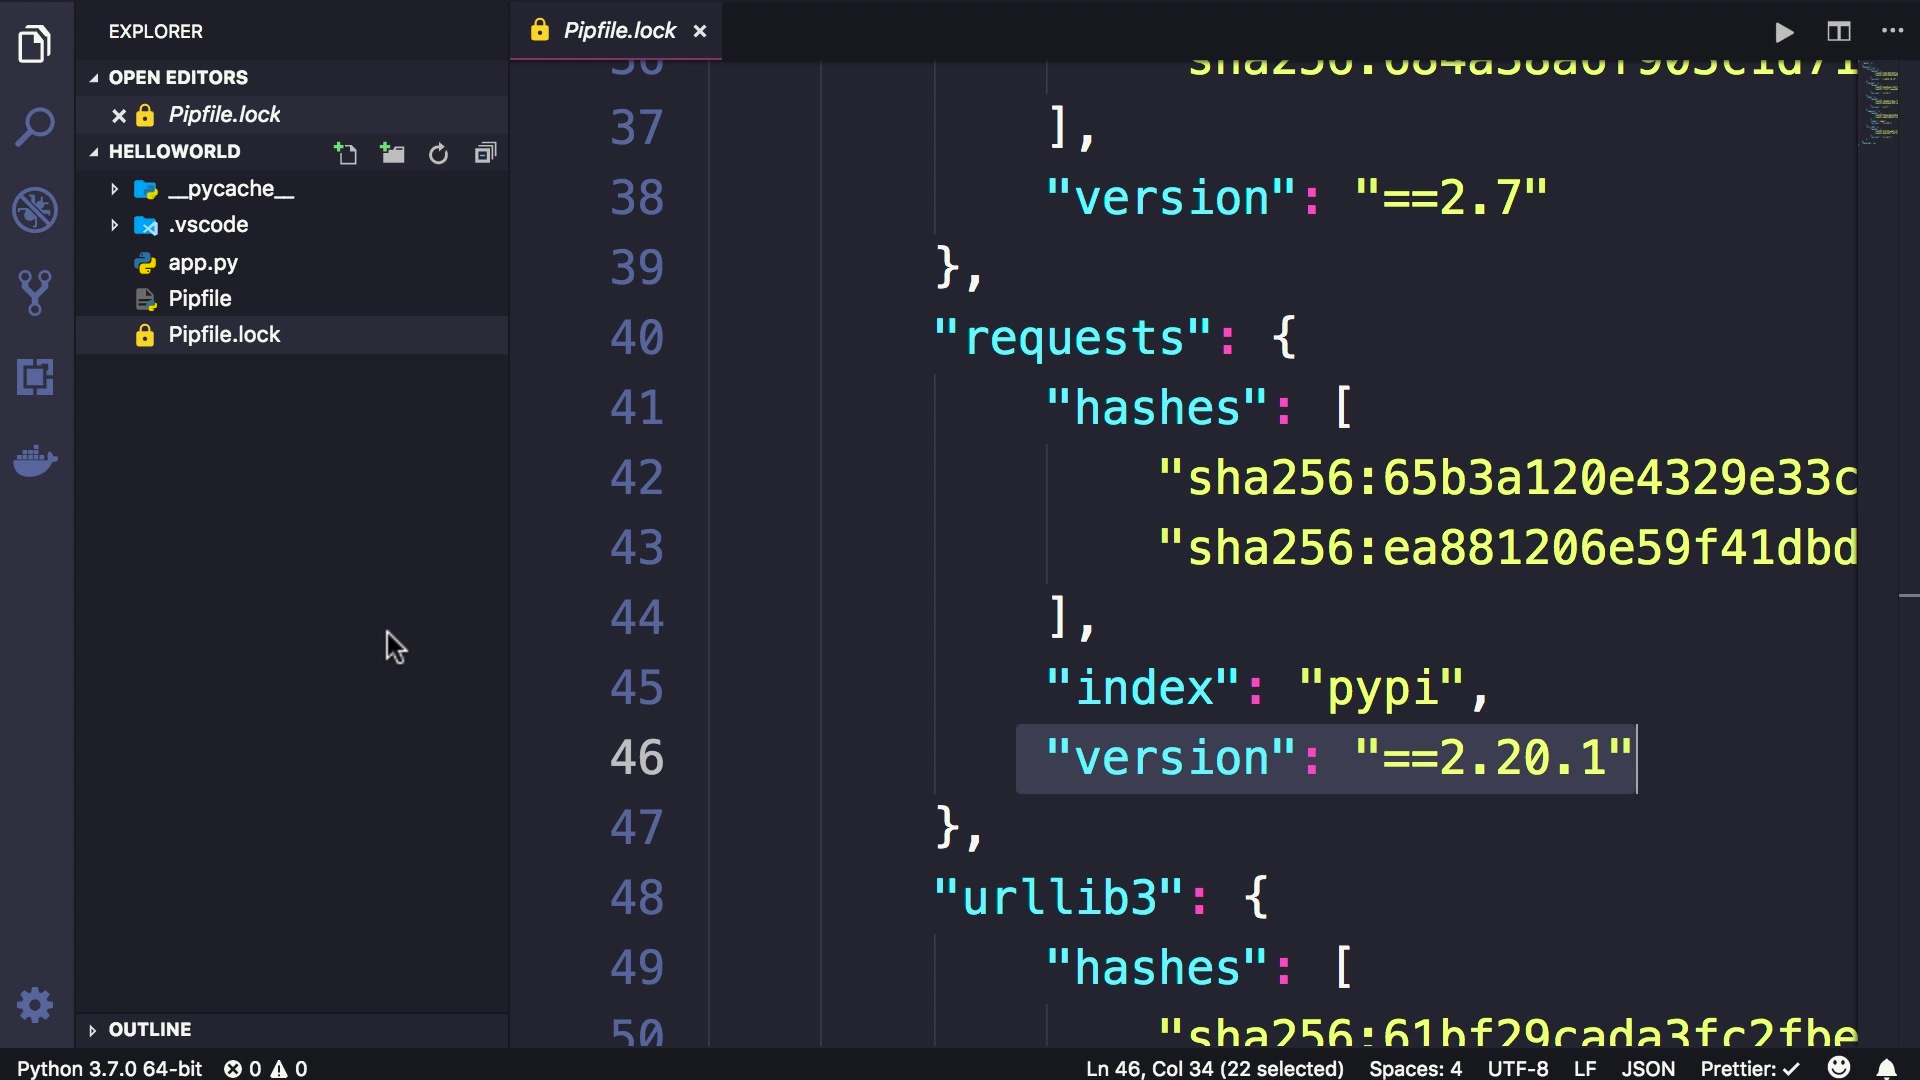 EXPLORER
OPEN EDITORS
Pipfile.lock
HELLOWORLD
__pycache__
.vscode
app.py
Pipfile
Pipfile.lock
OUTLINE
Pipfile.lock
36
37 ],
38 "version": "==2.7"
39 },
40 "requests": {
41 "hashes": [
42 "sha256:65b3a120e4329e33c
43 "sha256:ea881206e59f41dbd
44 ],
45 "index": "pypi",
46 "version": "==2.20.1"
47 },
48 "urllib3": {
49 "hashes": [
50 "sha256:61bf29cada3fc2fbe
Python 3.7.0 64-bit 0 0 Ln 46, Col 34 (22 selected) Spaces: 4 UTF-8 LF JSON Prettier: ✓